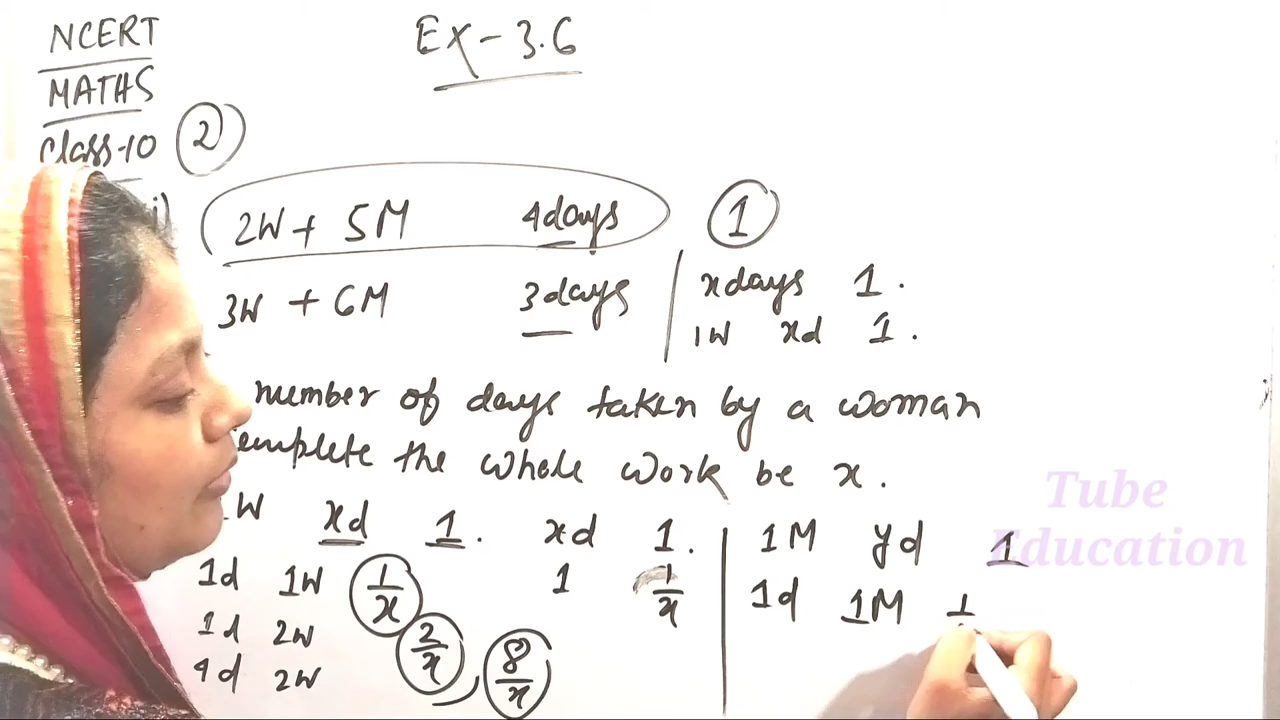 NCERT
MATHS
Class-10
Ex-3.6
2
i)
2W + 5M 4days
3W + 6M 3days
1
x days 1.
1W xd 1.
number of days taken by a woman
omplete the whole work be x.
W xd 1. xd 1.
1d 1W 1/x 1 1/x
1d 2W 2/x
4d 2W 8/x
1M yd 1
1d 1M 1
Tube
Education